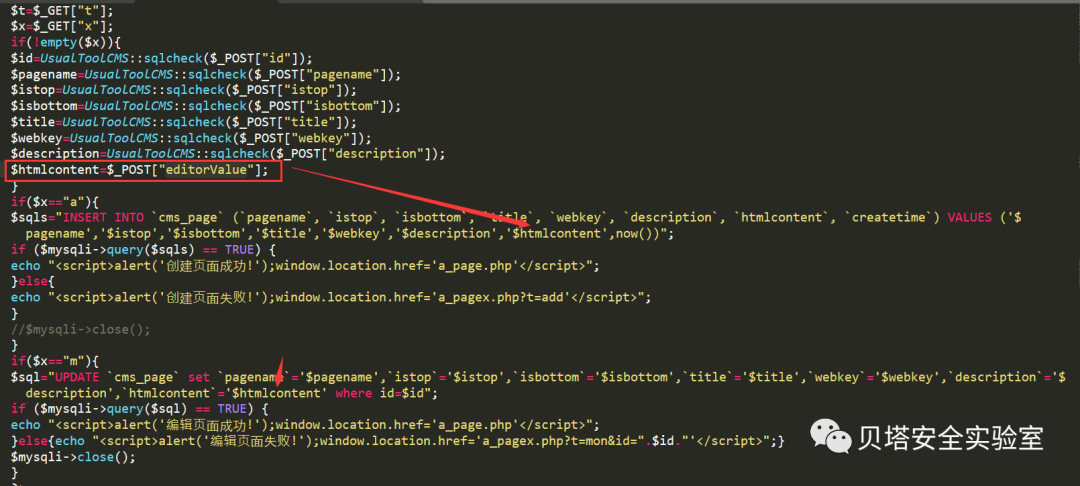 $t=$_GET["t"];
$x=$_GET["x"];
if(!empty($x)){
$id=UsualToolCMS::sqlcheck($_POST["id"]);
$pagename=UsualToolCMS::sqlcheck($_POST["pagename"]);
$istop=UsualToolCMS::sqlcheck($_POST["istop"]);
$isbottom=UsualToolCMS::sqlcheck($_POST["isbottom"]);
$title=UsualToolCMS::sqlcheck($_POST["title"]);
$webkey=UsualToolCMS::sqlcheck($_POST["webkey"]);
$description=UsualToolCMS::sqlcheck($_POST["description"]);
$htmlcontent=$_POST["editorValue"];
}
if($x=="a"){
$sqls="INSERT INTO `cms_page` (`pagename`, `istop`, `isbottom`, `title`, `webkey`, `description`, `htmlcontent`, `createtime`) VALUES ('$
pagename','$istop','$isbottom','$title','$webkey','$description','$htmlcontent',now())";
if ($mysqli->query($sqls) == TRUE) {
echo "<script>alert('创建页面成功!');window.location.href='a_page.php'</script>";
}else{
echo "<script>alert('创建页面失败!');window.location.href='a_pagex.php?t=add'</script>";
}
//$mysqli->close();
}
if($x=="m"){
$sql="UPDATE `cms_page` set `pagename`='$pagename',`istop`='$istop',`isbottom`='$isbottom',`title`='$title',`webkey`='$webkey',`description`='$
description',`htmlcontent`='$htmlcontent' where id=$id";
if ($mysqli->query($sql) == TRUE) {
echo "<script>alert('编辑页面成功!');window.location.href='a_page.php'</script>";
}else{echo "<script>alert('编辑页面失败!');window.location.href='a_pagex.php?t=mon&id=".$id."'</script>";}
$mysqli->close();
}
贝塔安全实验室